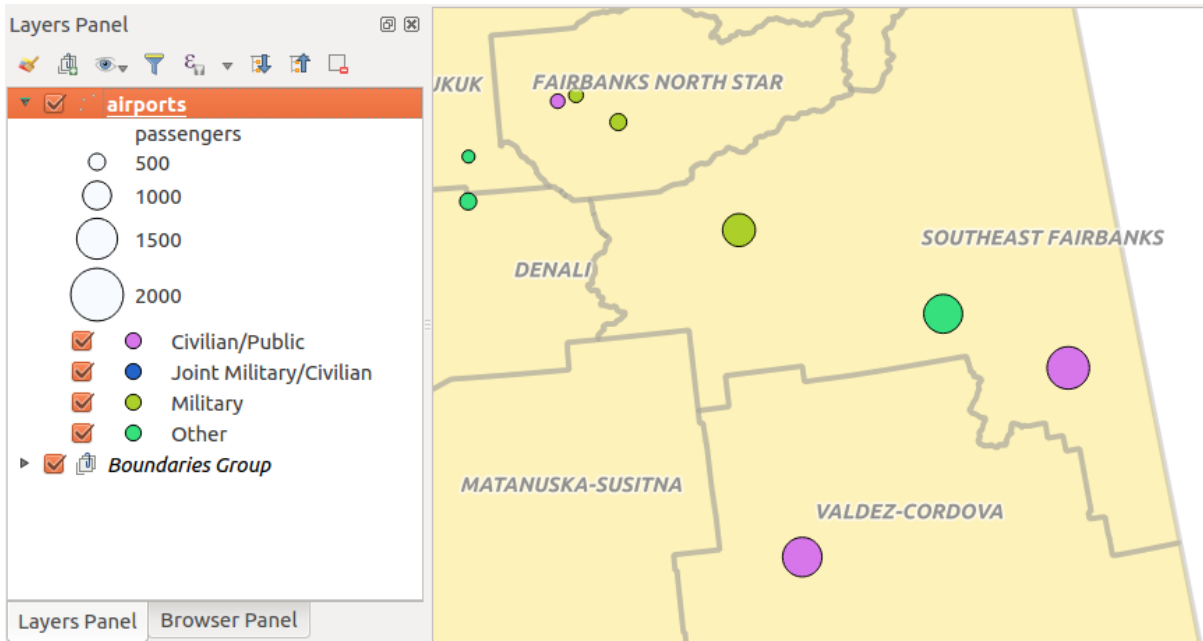 Layers Panel
airports
passengers
500
1000
1500
2000
Civilian/Public
Joint Military/Civilian
Military
Other
Boundaries Group
Layers Panel
Browser Panel
UKUK
FAIRBANKS NORTH STAR
SOUTHEAST FAIRBANKS
DENALI
MATANUSKA-SUSITNA
VALDEZ-CORDOVA